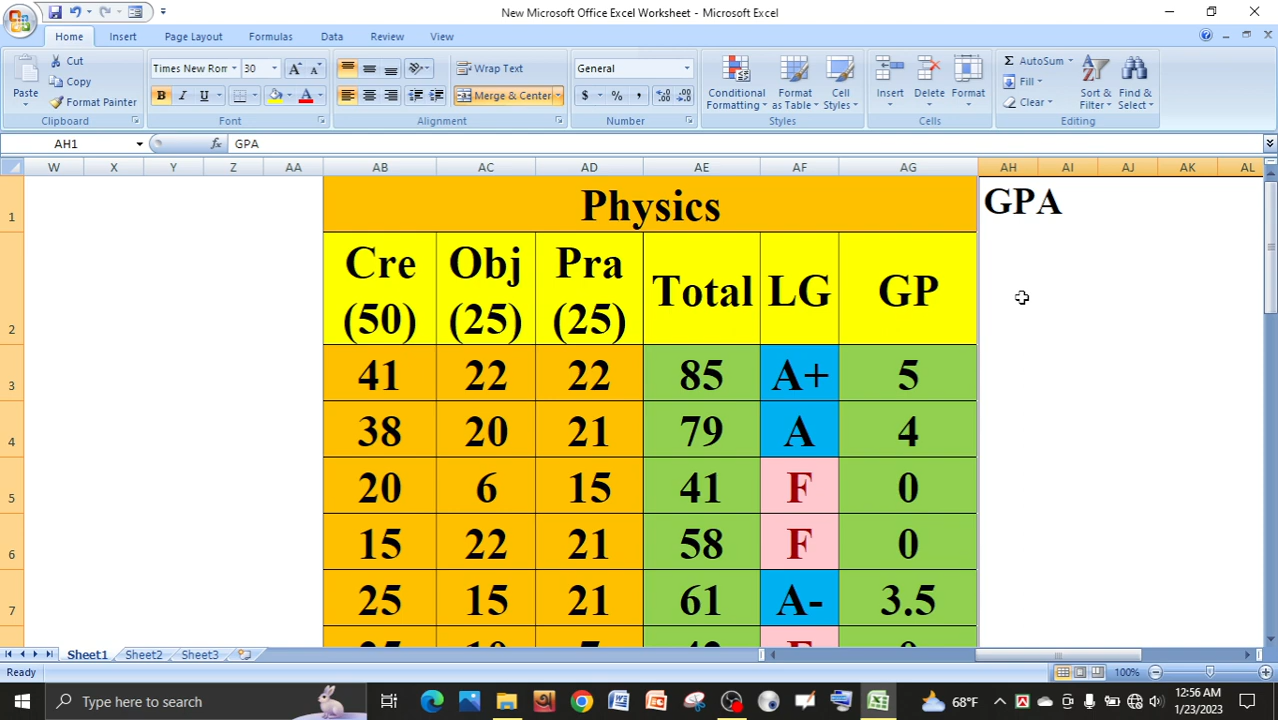 New Microsoft Office Excel Worksheet - Microsoft Excel
Home Insert Page Layout Formulas Data Review View
Paste Cut Copy Format Painter Clipboard
Times New Rom 30 B I U Font
Wrap Text Merge & Center Alignment
General $ % , Number
Conditional Formatting Format as Table Cell Styles Styles
Insert Delete Format Cells
Σ AutoSum Fill Clear Sort & Filter Find & Select Editing
AH1 fx GPA
W X Y Z AA AB AC AD AE AF AG AH AI AJ AK AL
1 Physics GPA
2 Cre (50) Obj (25) Pra (25) Total LG GP
3 41 22 22 85 A+ 5
4 38 20 21 79 A 4
5 20 6 15 41 F 0
6 15 22 21 58 F 0
7 25 15 21 61 A- 3.5
Sheet1 Sheet2 Sheet3
Ready 100%
Type here to search 68°F 12:56 AM
1/23/2023